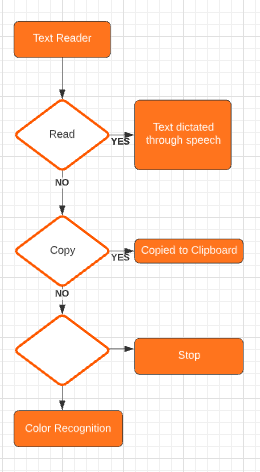 Text Reader
Read
YES
Text dictated
through speech
NO
Copy
YES
Copied to Clipboard
NO
Stop
Color Recognition